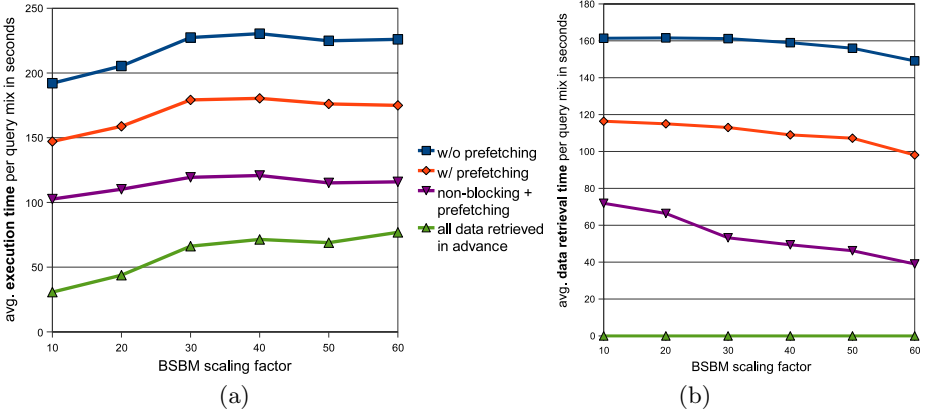 avg. execution time per query mix in seconds
250
200
150
100
50
0
10 20 30 40 50 60
BSBM scaling factor
(a)
w/o prefetching
w/ prefetching
non-blocking +
prefetching
all data retrieved
in advance
avg. data retrieval time per query mix in seconds
180
160
140
120
100
80
60
40
20
0
10 20 30 40 50 60
BSBM scaling factor
(b)